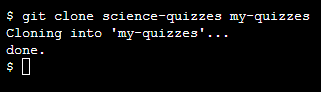 $ git clone science-quizzes my-quizzes
Cloning into 'my-quizzes'...
done.
$